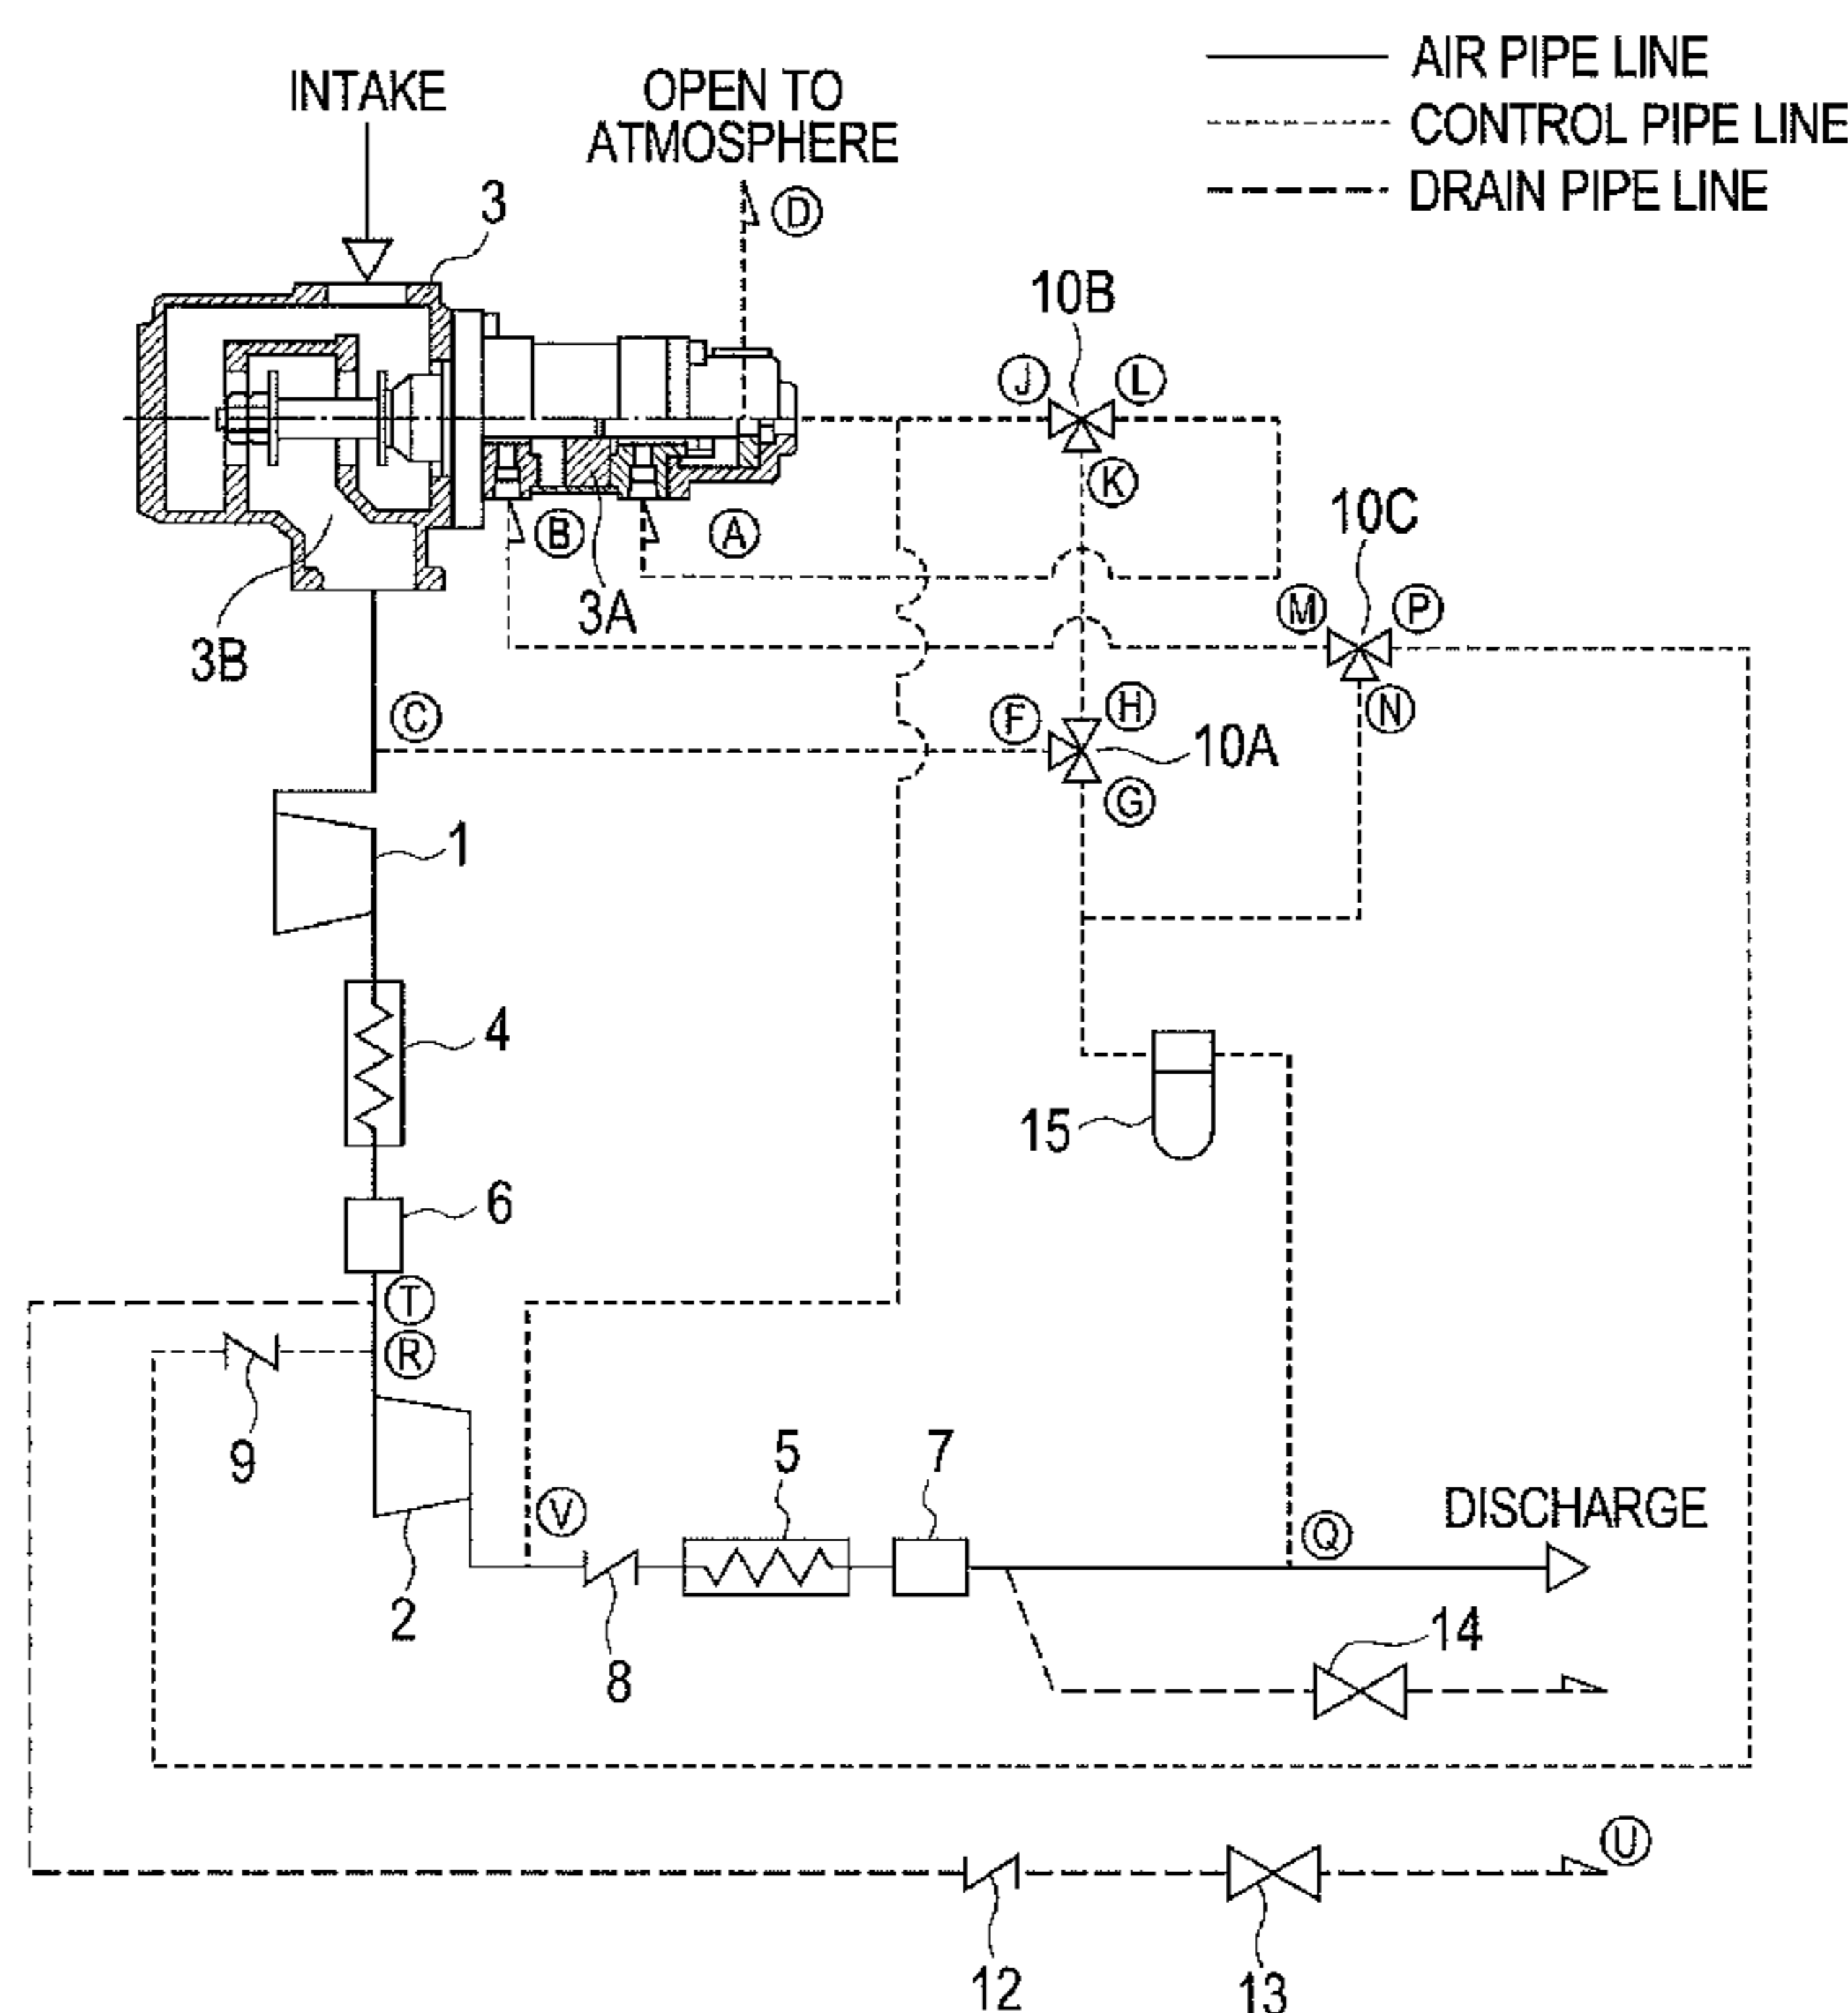 INTAKE
OPEN TO
ATMOSPHERE
AIR PIPE LINE
CONTROL PIPE LINE
DRAIN PIPE LINE
D
3
10B
J
L
K
10C
B
A
3A
M
P
3B
N
C
F
H
10A
G
1
4
15
6
T
R
9
5
7
V
Q
DISCHARGE
2
8
14
U
12
13